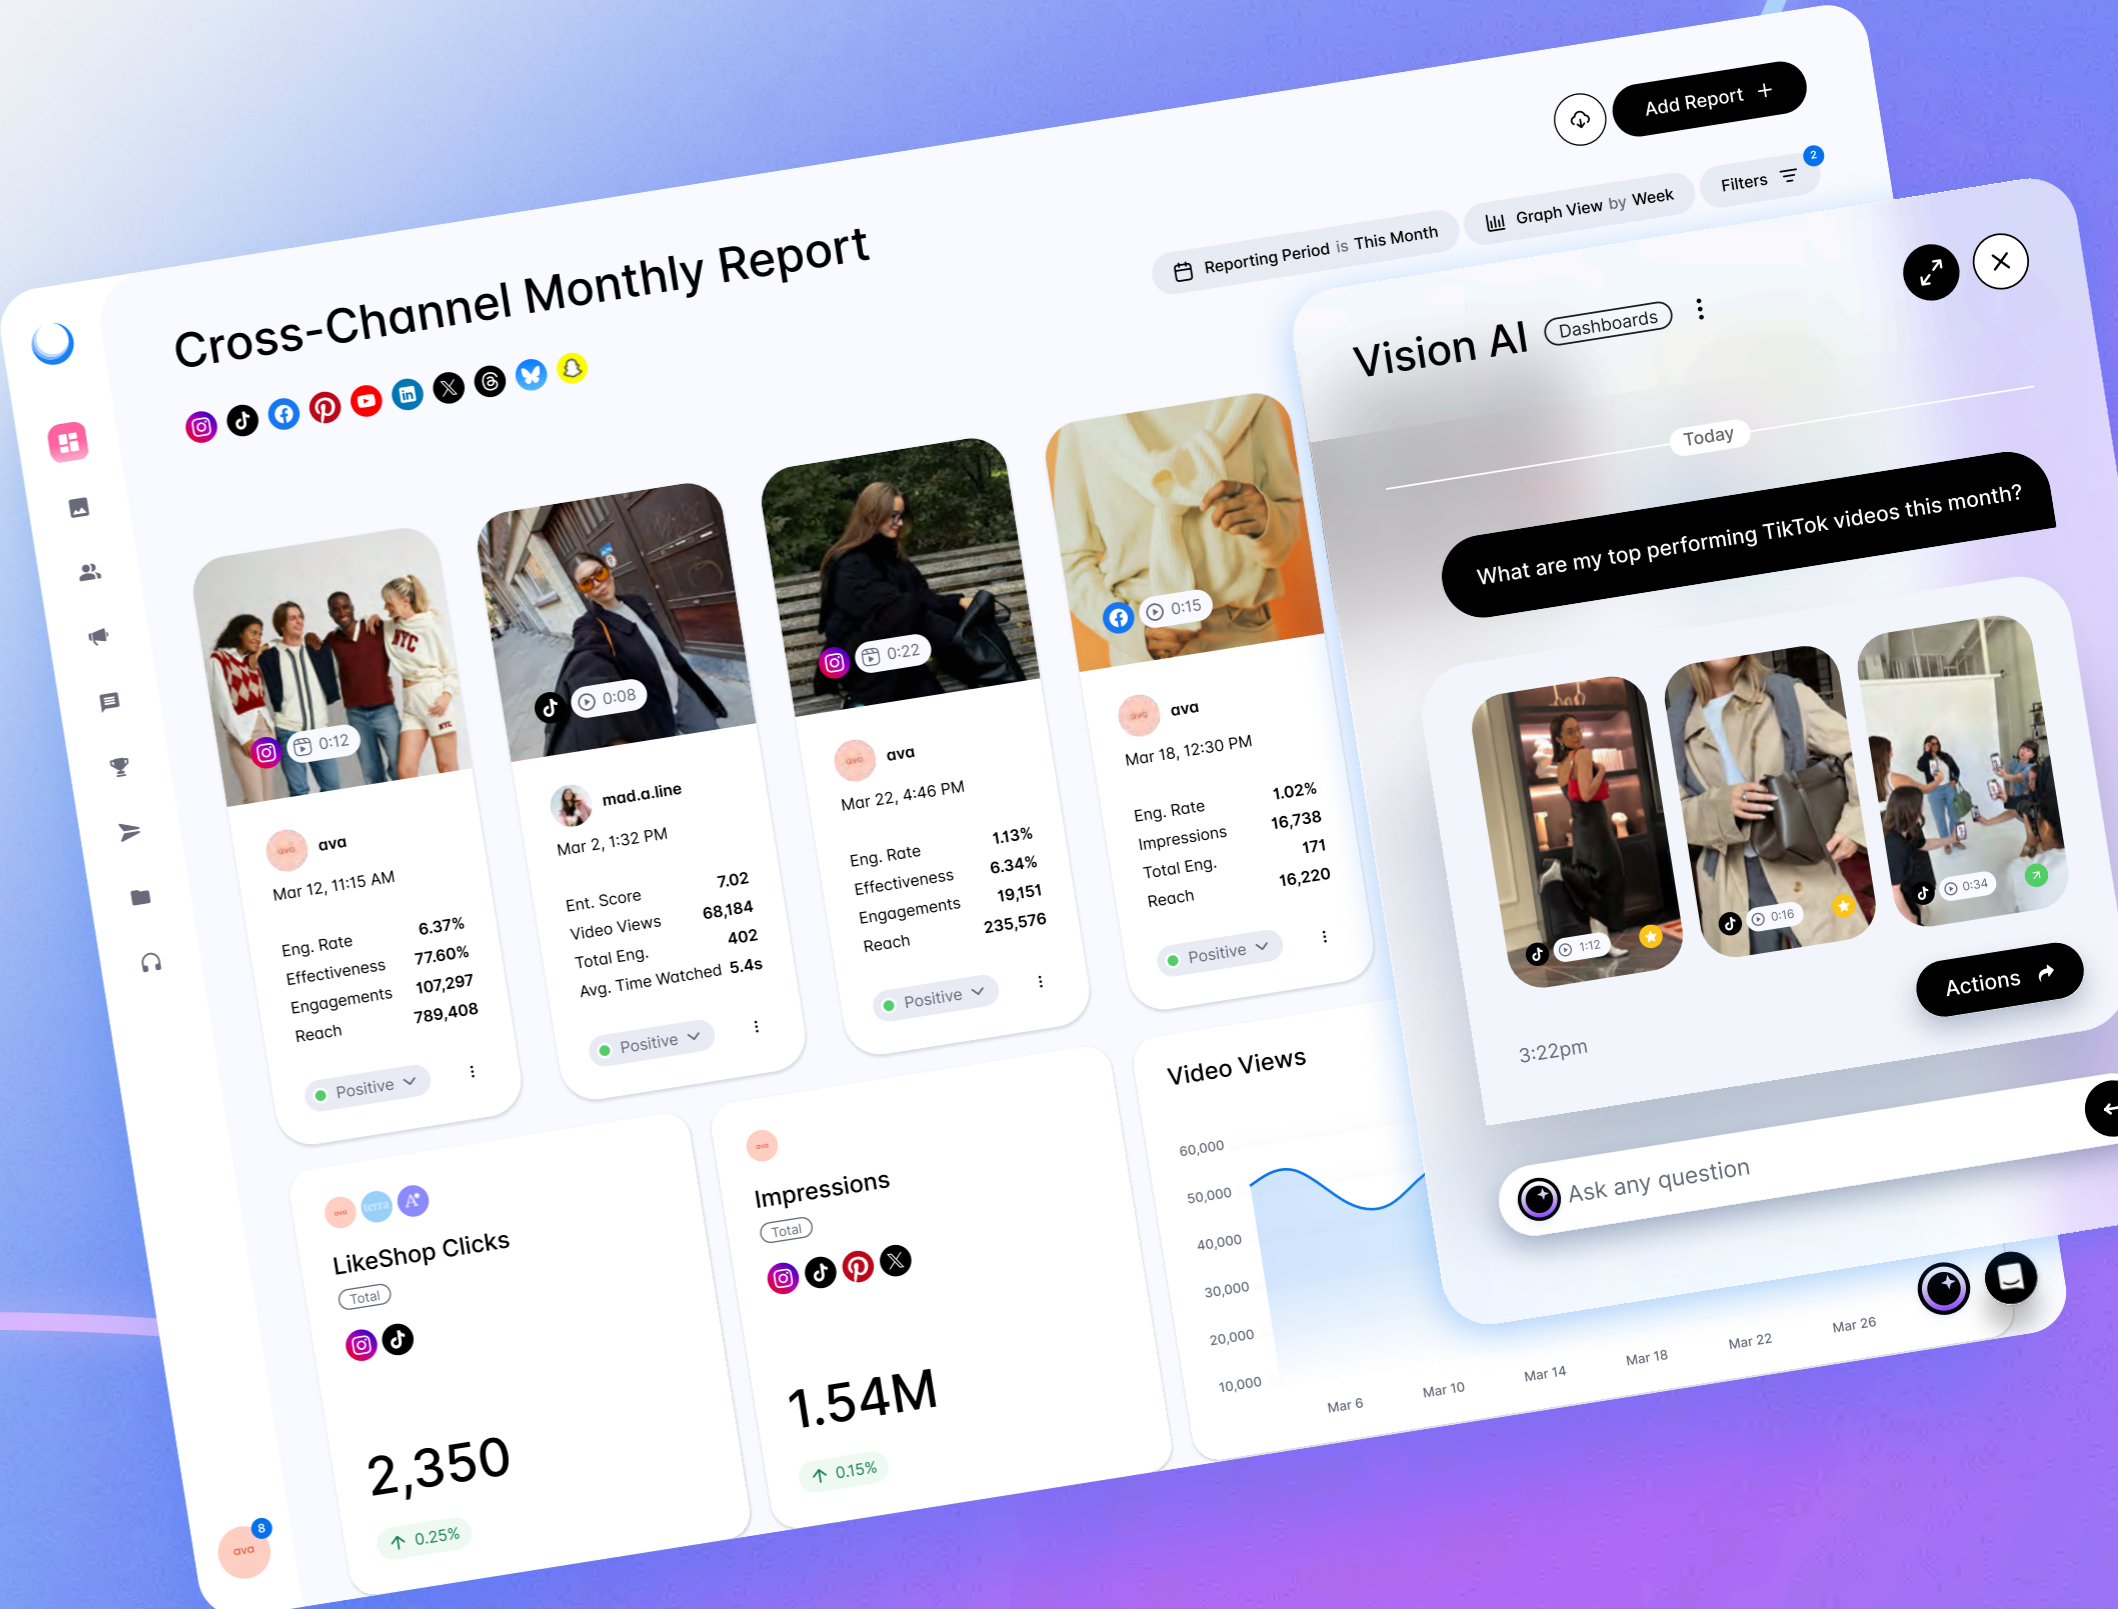 Add Report +
Cross-Channel Monthly Report
Reporting Period is This Month
Graph View by Week
Filters
2
NYC
NYC
0:12
ava
Mar 12, 11:15 AM
Eng. Rate 6.37%
Effectiveness 77.60%
Engagements 107,297
Reach 789,408
Positive
0:08
mad.a.line
Mar 2, 1:32 PM
Ent. Score 7.02
Video Views 68,184
Total Eng. 402
Avg. Time Watched 5.4s
Positive
0:22
ava
ava
Mar 22, 4:46 PM
Eng. Rate 1.13%
Effectiveness 6.34%
Engagements 19,151
Reach 235,576
Positive
0:15
ava
ava
Mar 18, 12:30 PM
Eng. Rate 1.02%
Impressions 16,738
Total Eng. 171
Reach 16,220
Positive
ava
terra
A
LikeShop Clicks
Total
2,350
0.25%
ava
Impressions
Total
1.54M
0.15%
Video Views
60,000
50,000
40,000
30,000
20,000
10,000
Mar 6
Mar 10
Mar 14
Mar 18
Mar 22
Mar 26
Vision AI
Dashboards
Today
What are my top performing TikTok videos this month?
1:12
0:16
0:34
Actions
3:22pm
Ask any question
8
ava